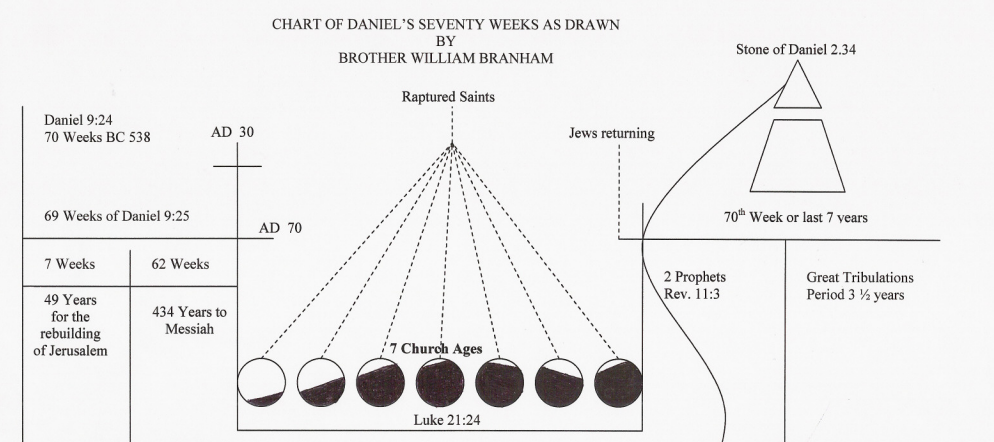 CHART OF DANIEL'S SEVENTY WEEKS AS DRAWN
BY
BROTHER WILLIAM BRANHAM
Stone of Daniel 2.34
Raptured Saints
Daniel 9:24
70 Weeks BC 538
AD 30
Jews returning
69 Weeks of Daniel 9:25
AD 70
70th Week or last 7 years
7 Weeks
62 Weeks
2 Prophets
Rev. 11:3
Great Tribulations
Period 3 ½ years
49 Years
for the
rebuilding
of Jerusalem
434 Years to
Messiah
7 Church Ages
Luke 21:24